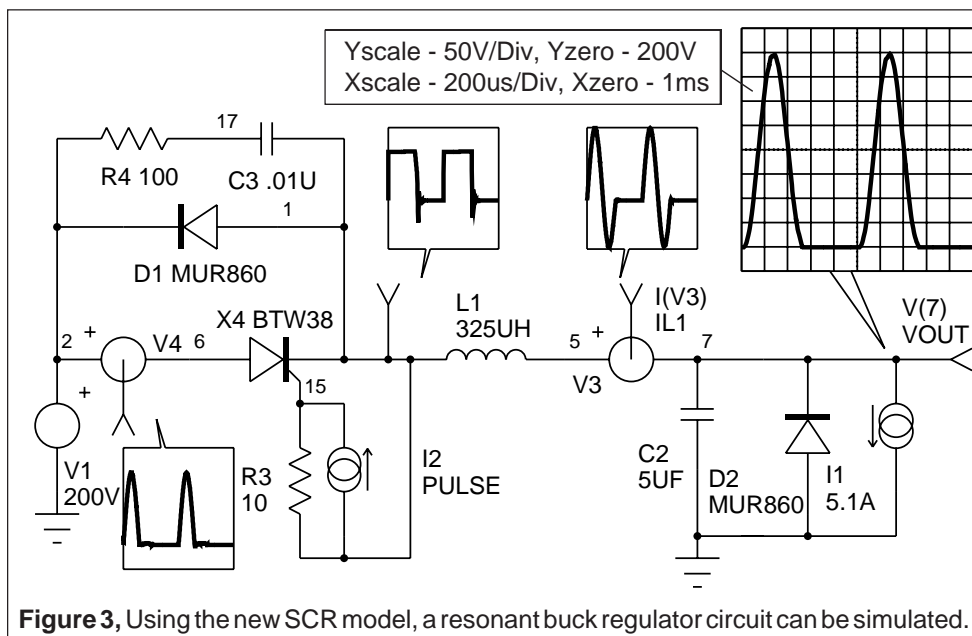 Yscale - 50V/Div, Yzero - 200V
Xscale - 200us/Div, Xzero - 1ms
17
R4 100
C3 .01U
1
D1 MUR860
X4 BTW38
L1
325UH
I(V3)
IL1
V(7)
VOUT
2
+
V4
6
5
+
7
V3
15
+
V1
200V
R3
10
I2
PULSE
C2
5UF
D2
MUR860
I1
5.1A
Figure 3, Using the new SCR model, a resonant buck regulator circuit can be simulated.